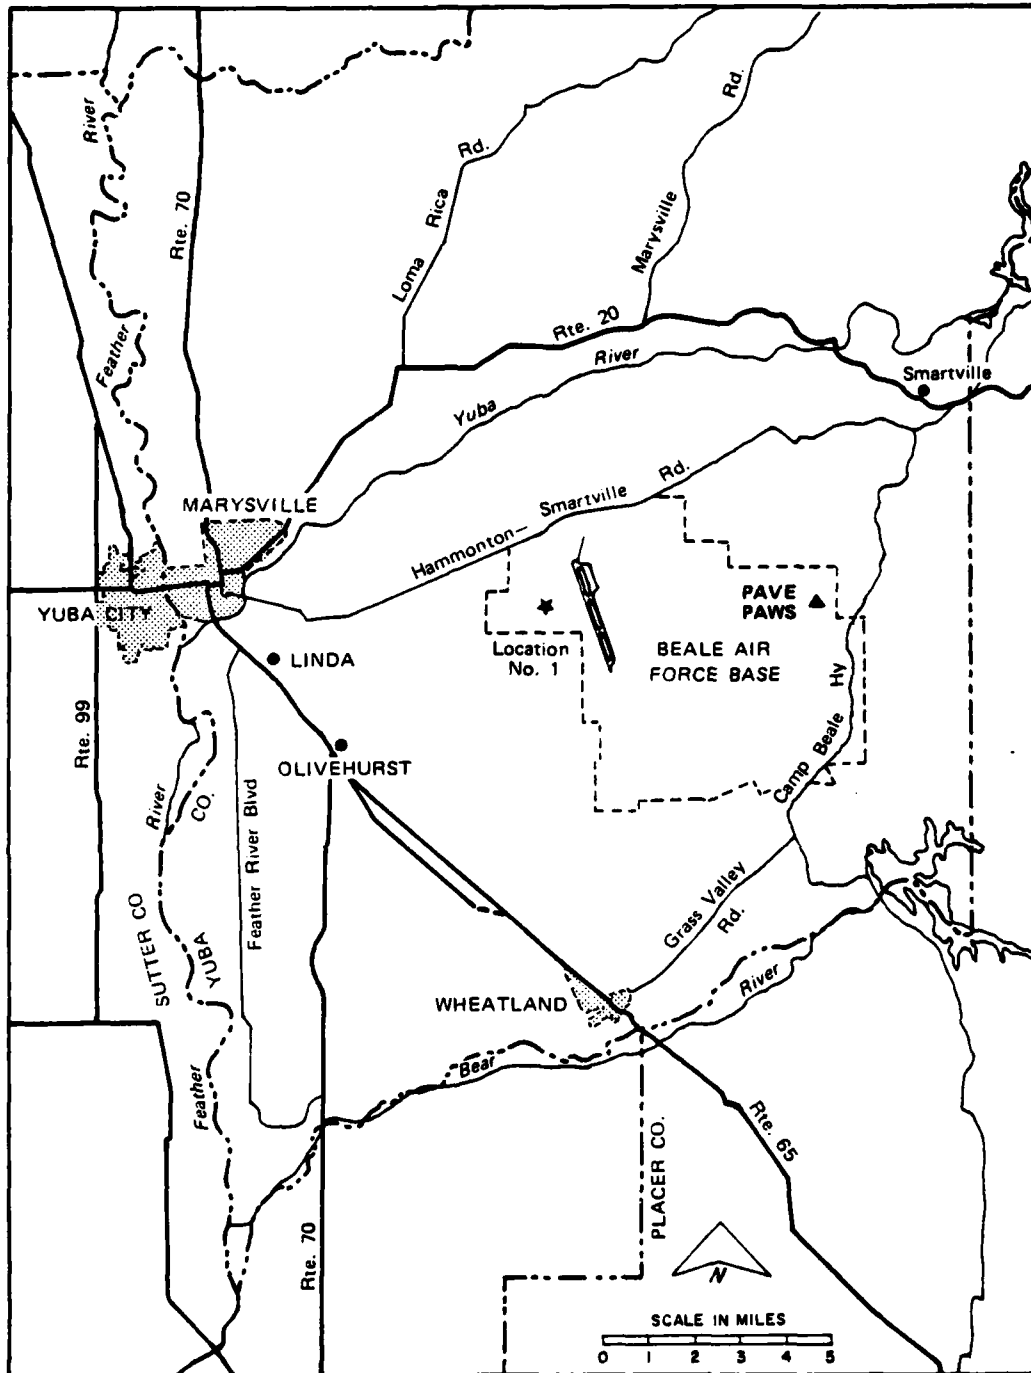 River
Rte. 70
Feather
Loma Rica Rd.
Marysville Rd.
Rte. 20
River
Yuba
Smartville
MARYSVILLE
Hammonton–Smartville Rd.
YUBA CITY
PAVE
PAWS
Location
No. 1
BEALE AIR
FORCE BASE
LINDA
Rte. 99
OLIVEHURST
Camp Beale Hy
River
CO.
Feather River Blvd
SUTTER CO
YUBA
Grass Valley
Rd.
WHEATLAND
River
Bear
Feather
Rte. 65
PLACER CO.
Rte. 70
N
SCALE IN MILES
0 1 2 3 4 5